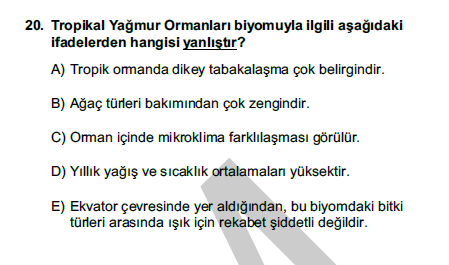 20. Tropikal Yağmur Ormanları biyomuyla ilgili aşağıdaki
ifadelerden hangisi yanlıştır?
A) Tropik ormanda dikey tabakalaşma çok belirgindir.
B) Ağaç türleri bakımından çok zengindir.
C) Orman içinde mikroklima farklılaşması görülür.
D) Yıllık yağış ve sıcaklık ortalamaları yüksektir.
E) Ekvator çevresinde yer aldığından, bu biyomdaki bitki
türleri arasında ışık için rekabet şiddetli değildir.